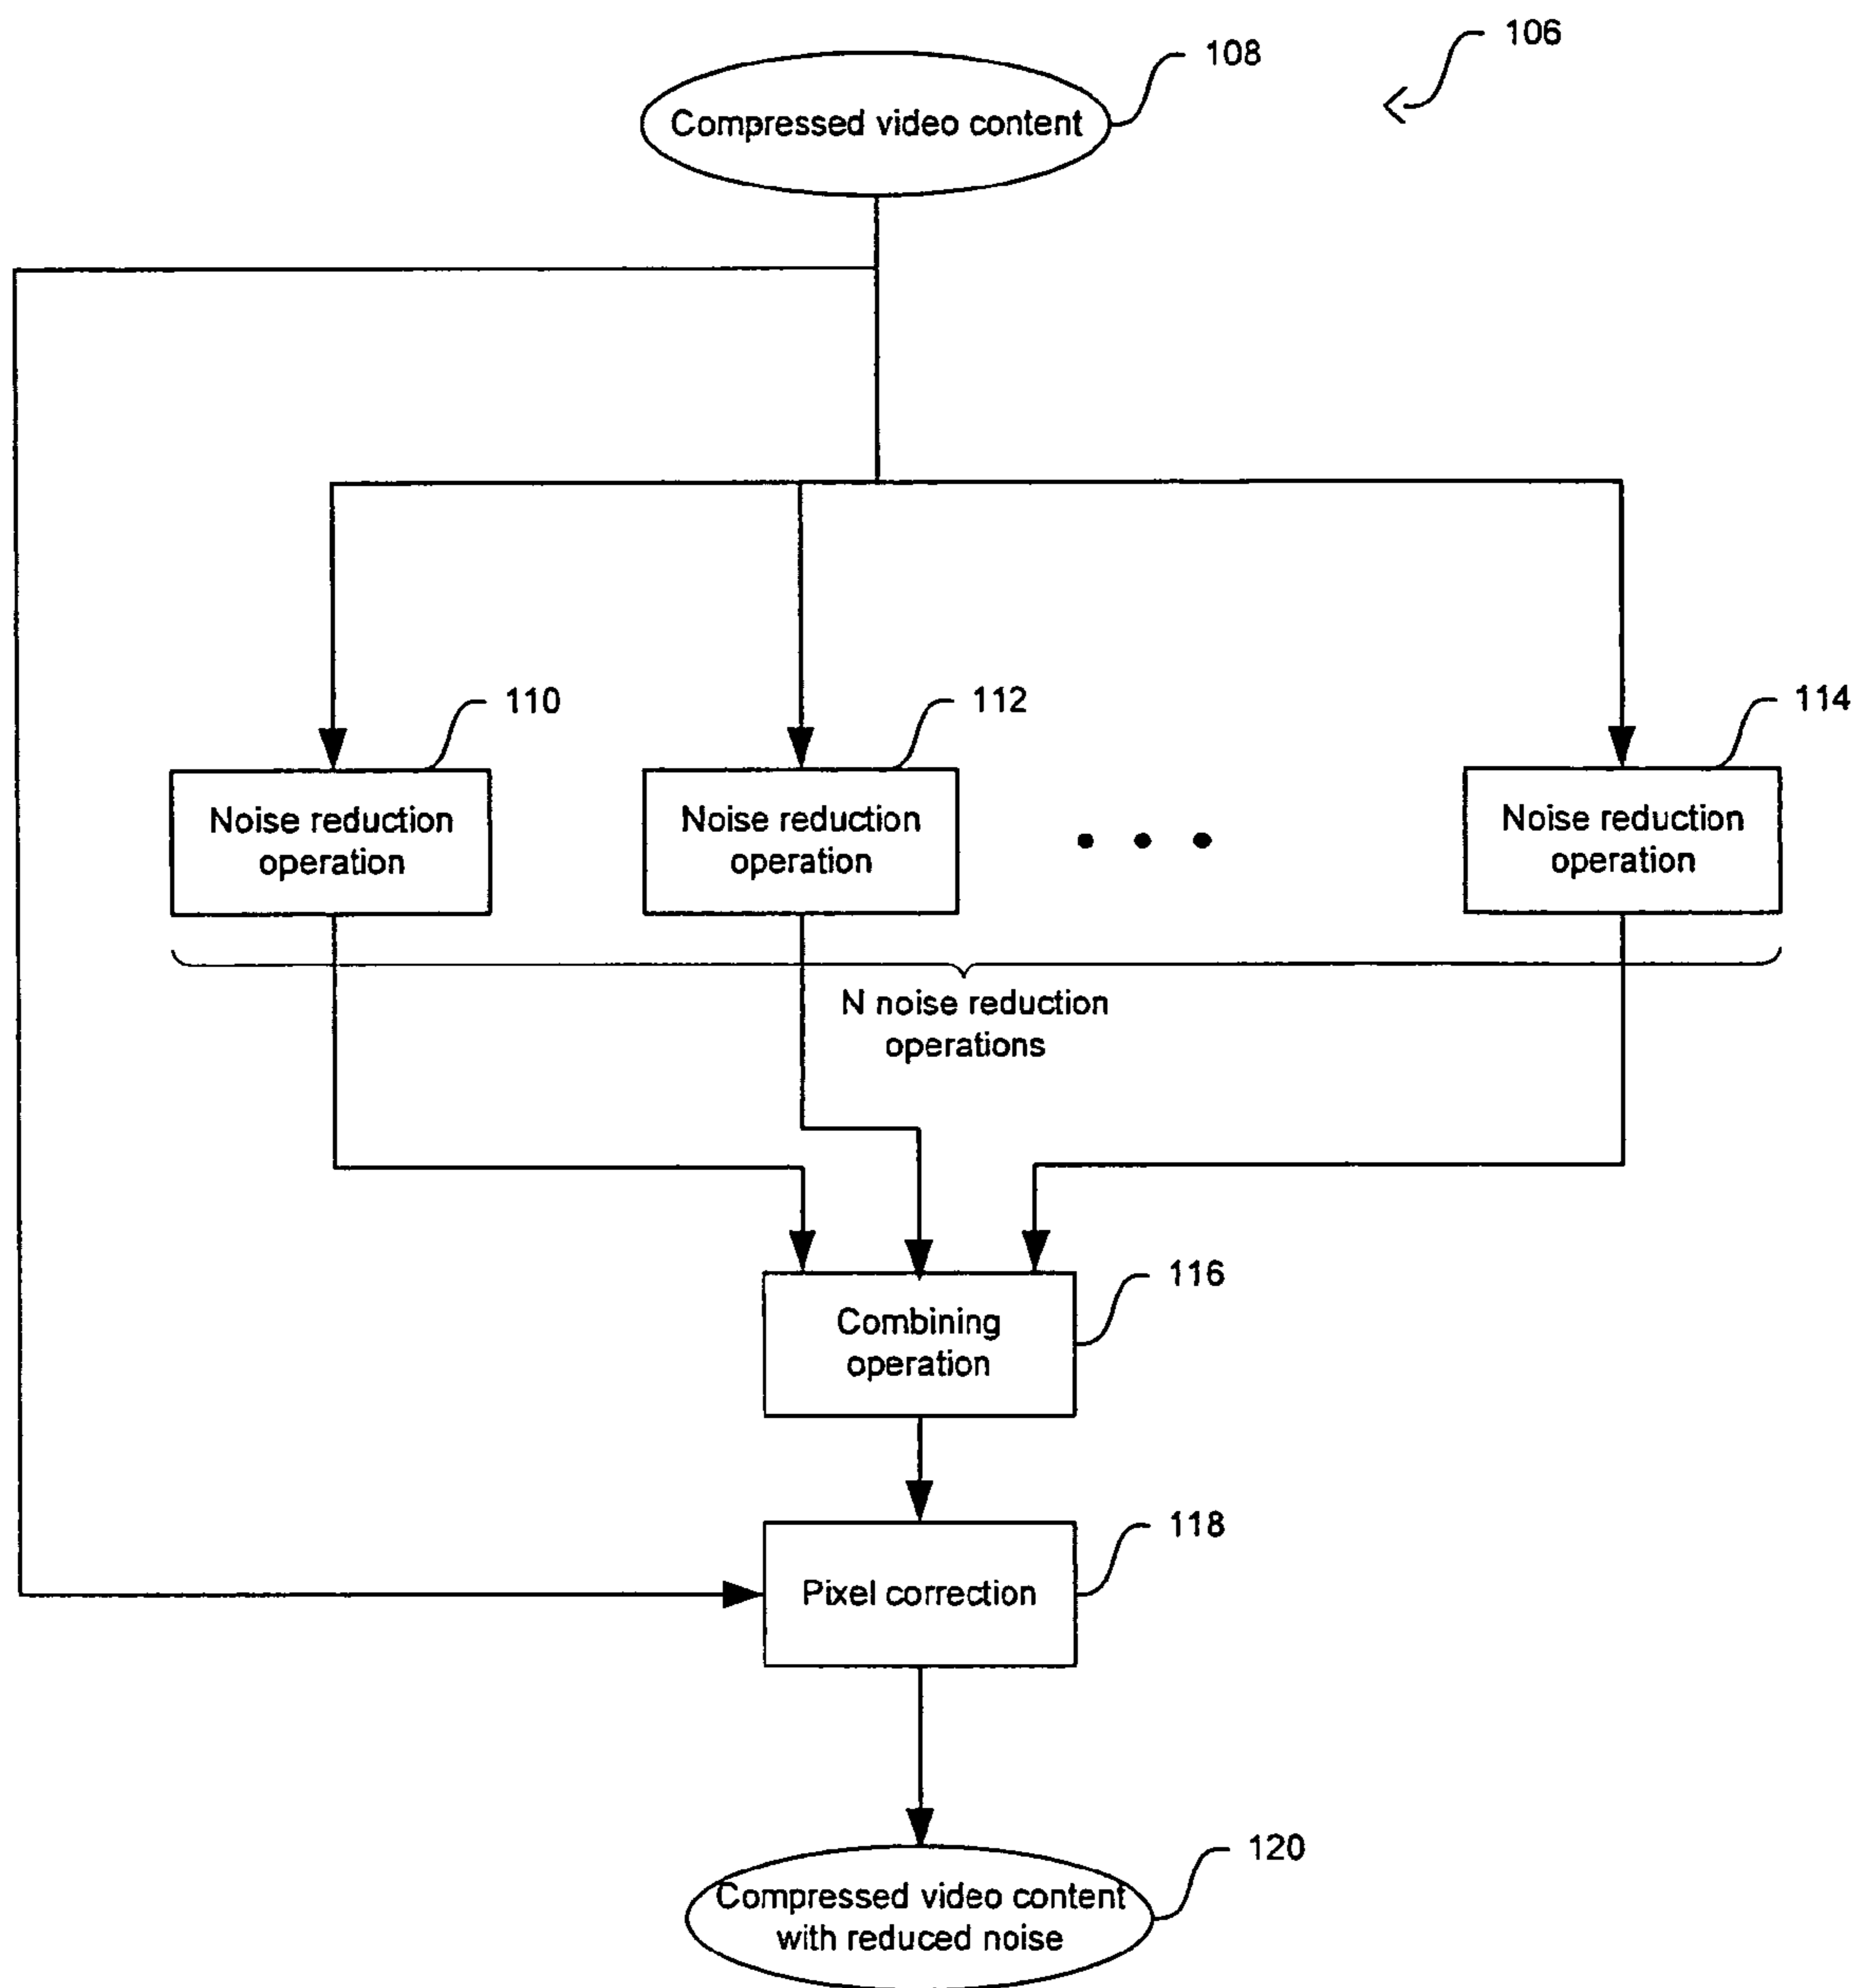 106
108
Compressed video content
110
112
114
Noise reduction
operation
Noise reduction
operation
Noise reduction
operation
N noise reduction
operations
116
Combining
operation
118
Pixel correction
120
Compressed video content
with reduced noise